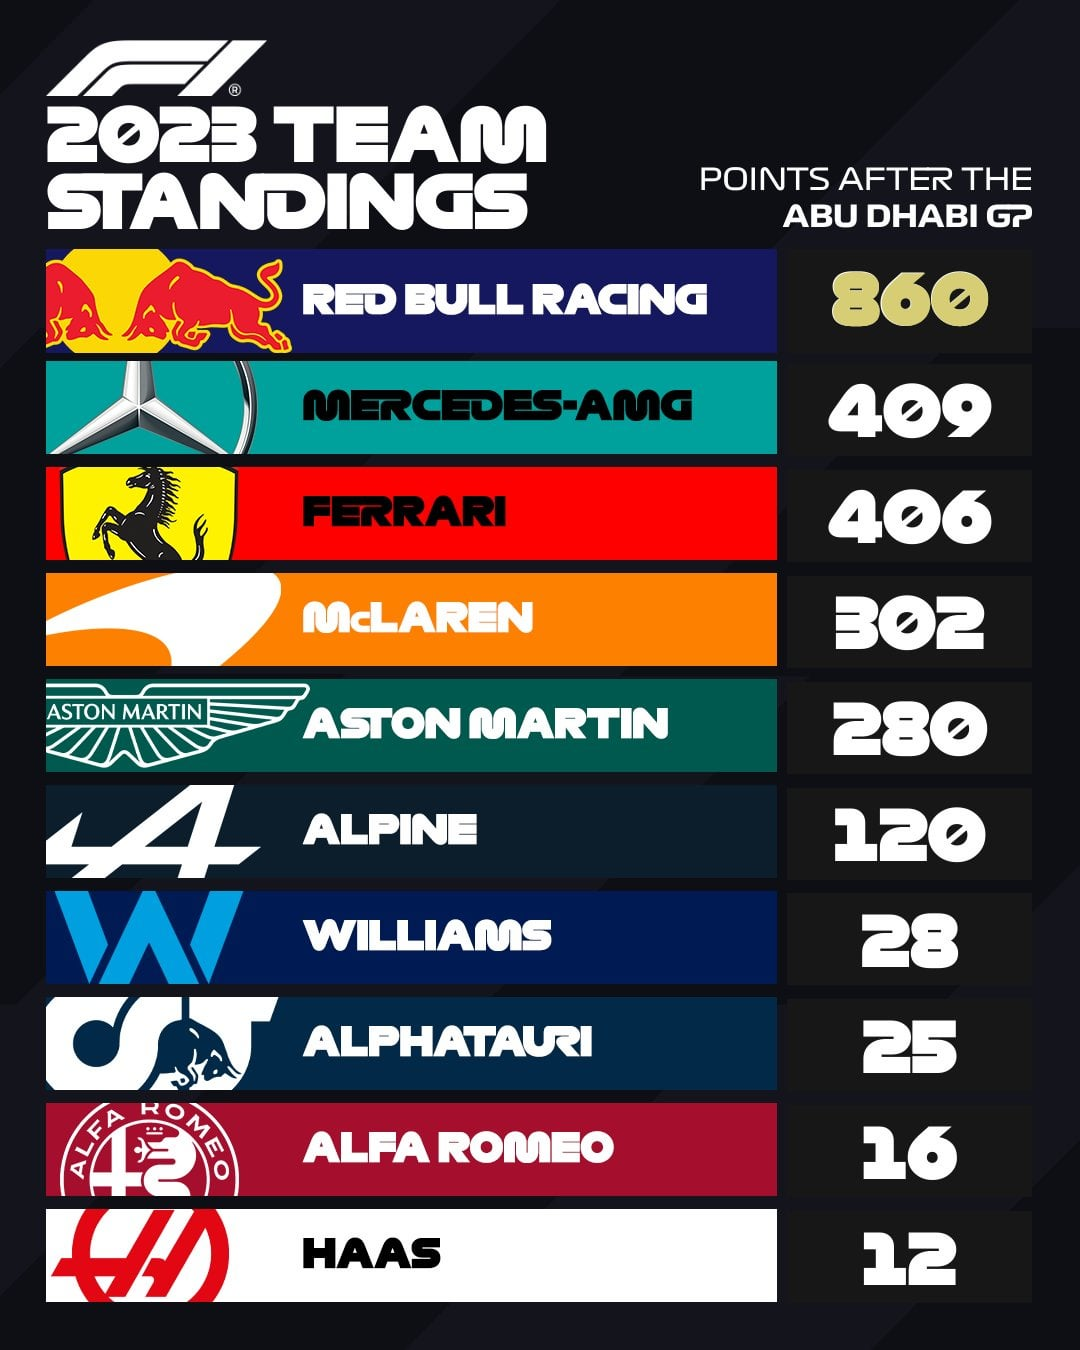 F1®
2023 TEAM
STANDINGS
POINTS AFTER THE
ABU DHABI GP
RED BULL RACING 860
MERCEDES-AMG 409
FERRARI 406
McLAREN 302
ASTON MARTIN ASTON MARTIN 280
ALPINE 120
WILLIAMS 28
ALPHATAURI 25
ALFA ROMEO ALFA ROMEO 16
HAAS 12